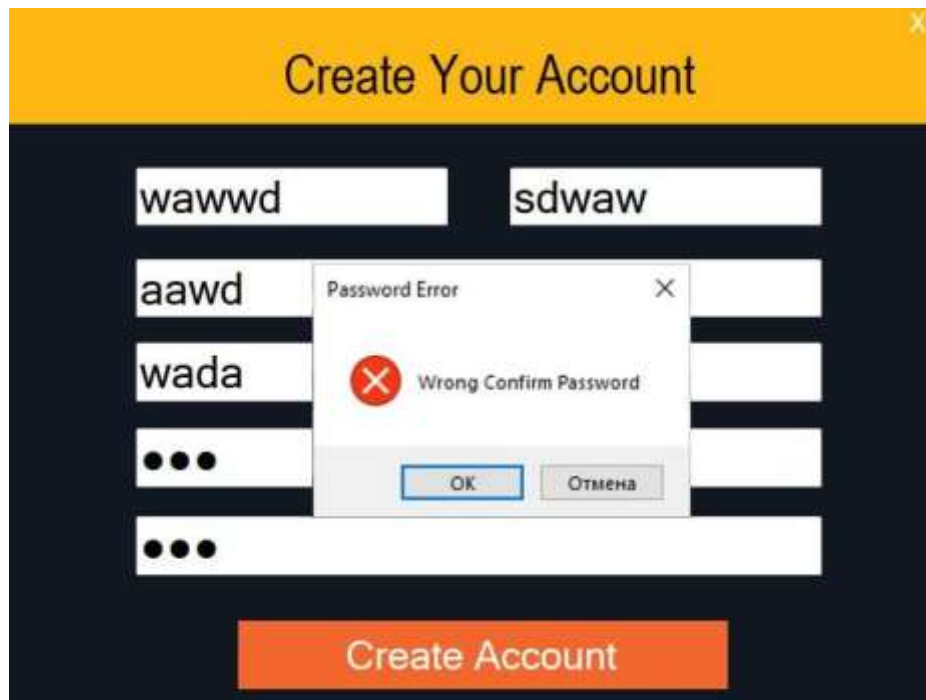 X
Create Your Account
wawwd
sdwaw
aawd
Password Error
wada
Wrong Confirm Password
•••
OK
Отмена
•••
Create Account